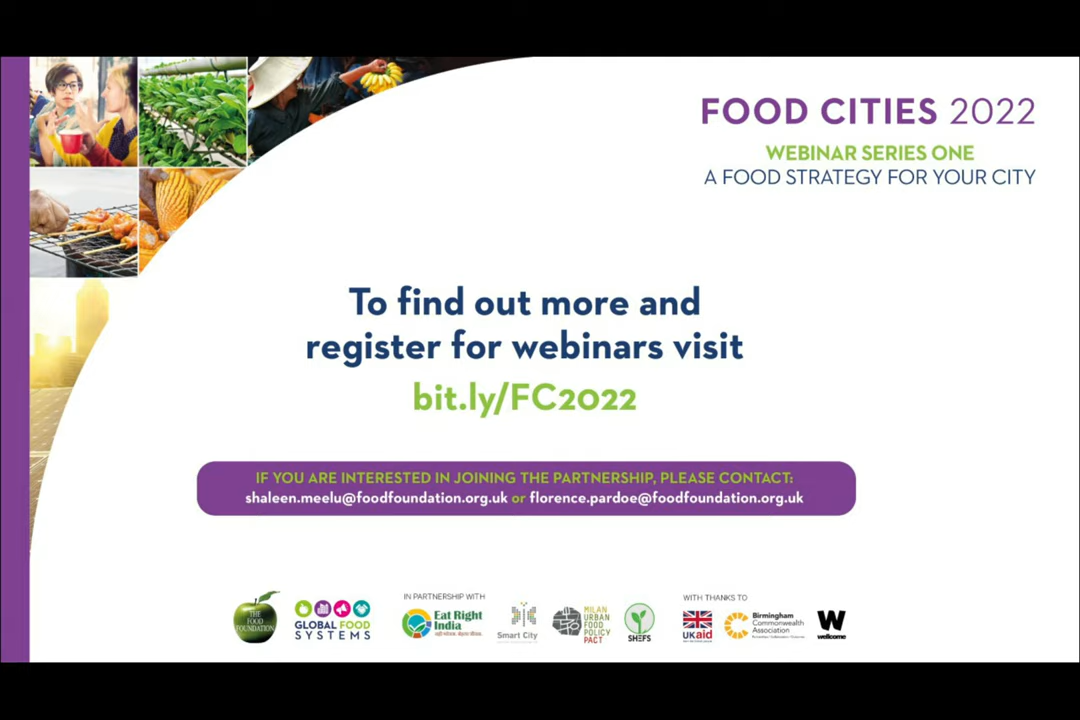 FOOD CITIES 2022
WEBINAR SERIES ONE
A FOOD STRATEGY FOR YOUR CITY
To find out more and
register for webinars visit
bit.ly/FC2022
IF YOU ARE INTERESTED IN JOINING THE PARTNERSHIP, PLEASE CONTACT:
shaleen.meelu@foodfoundation.org.uk or florence.pardoe@foodfoundation.org.uk
THE
FOOD
FOUNDATION
GLOBAL FOOD
SYSTEMS
IN PARTNERSHIP WITH
Eat Right
India
Smart City
MILAN
URBAN
FOOD
POLICY
PACT
SHEFS
WITH THANKS TO
UKaid
Birmingham
Commonwealth
Association
W
wellcome